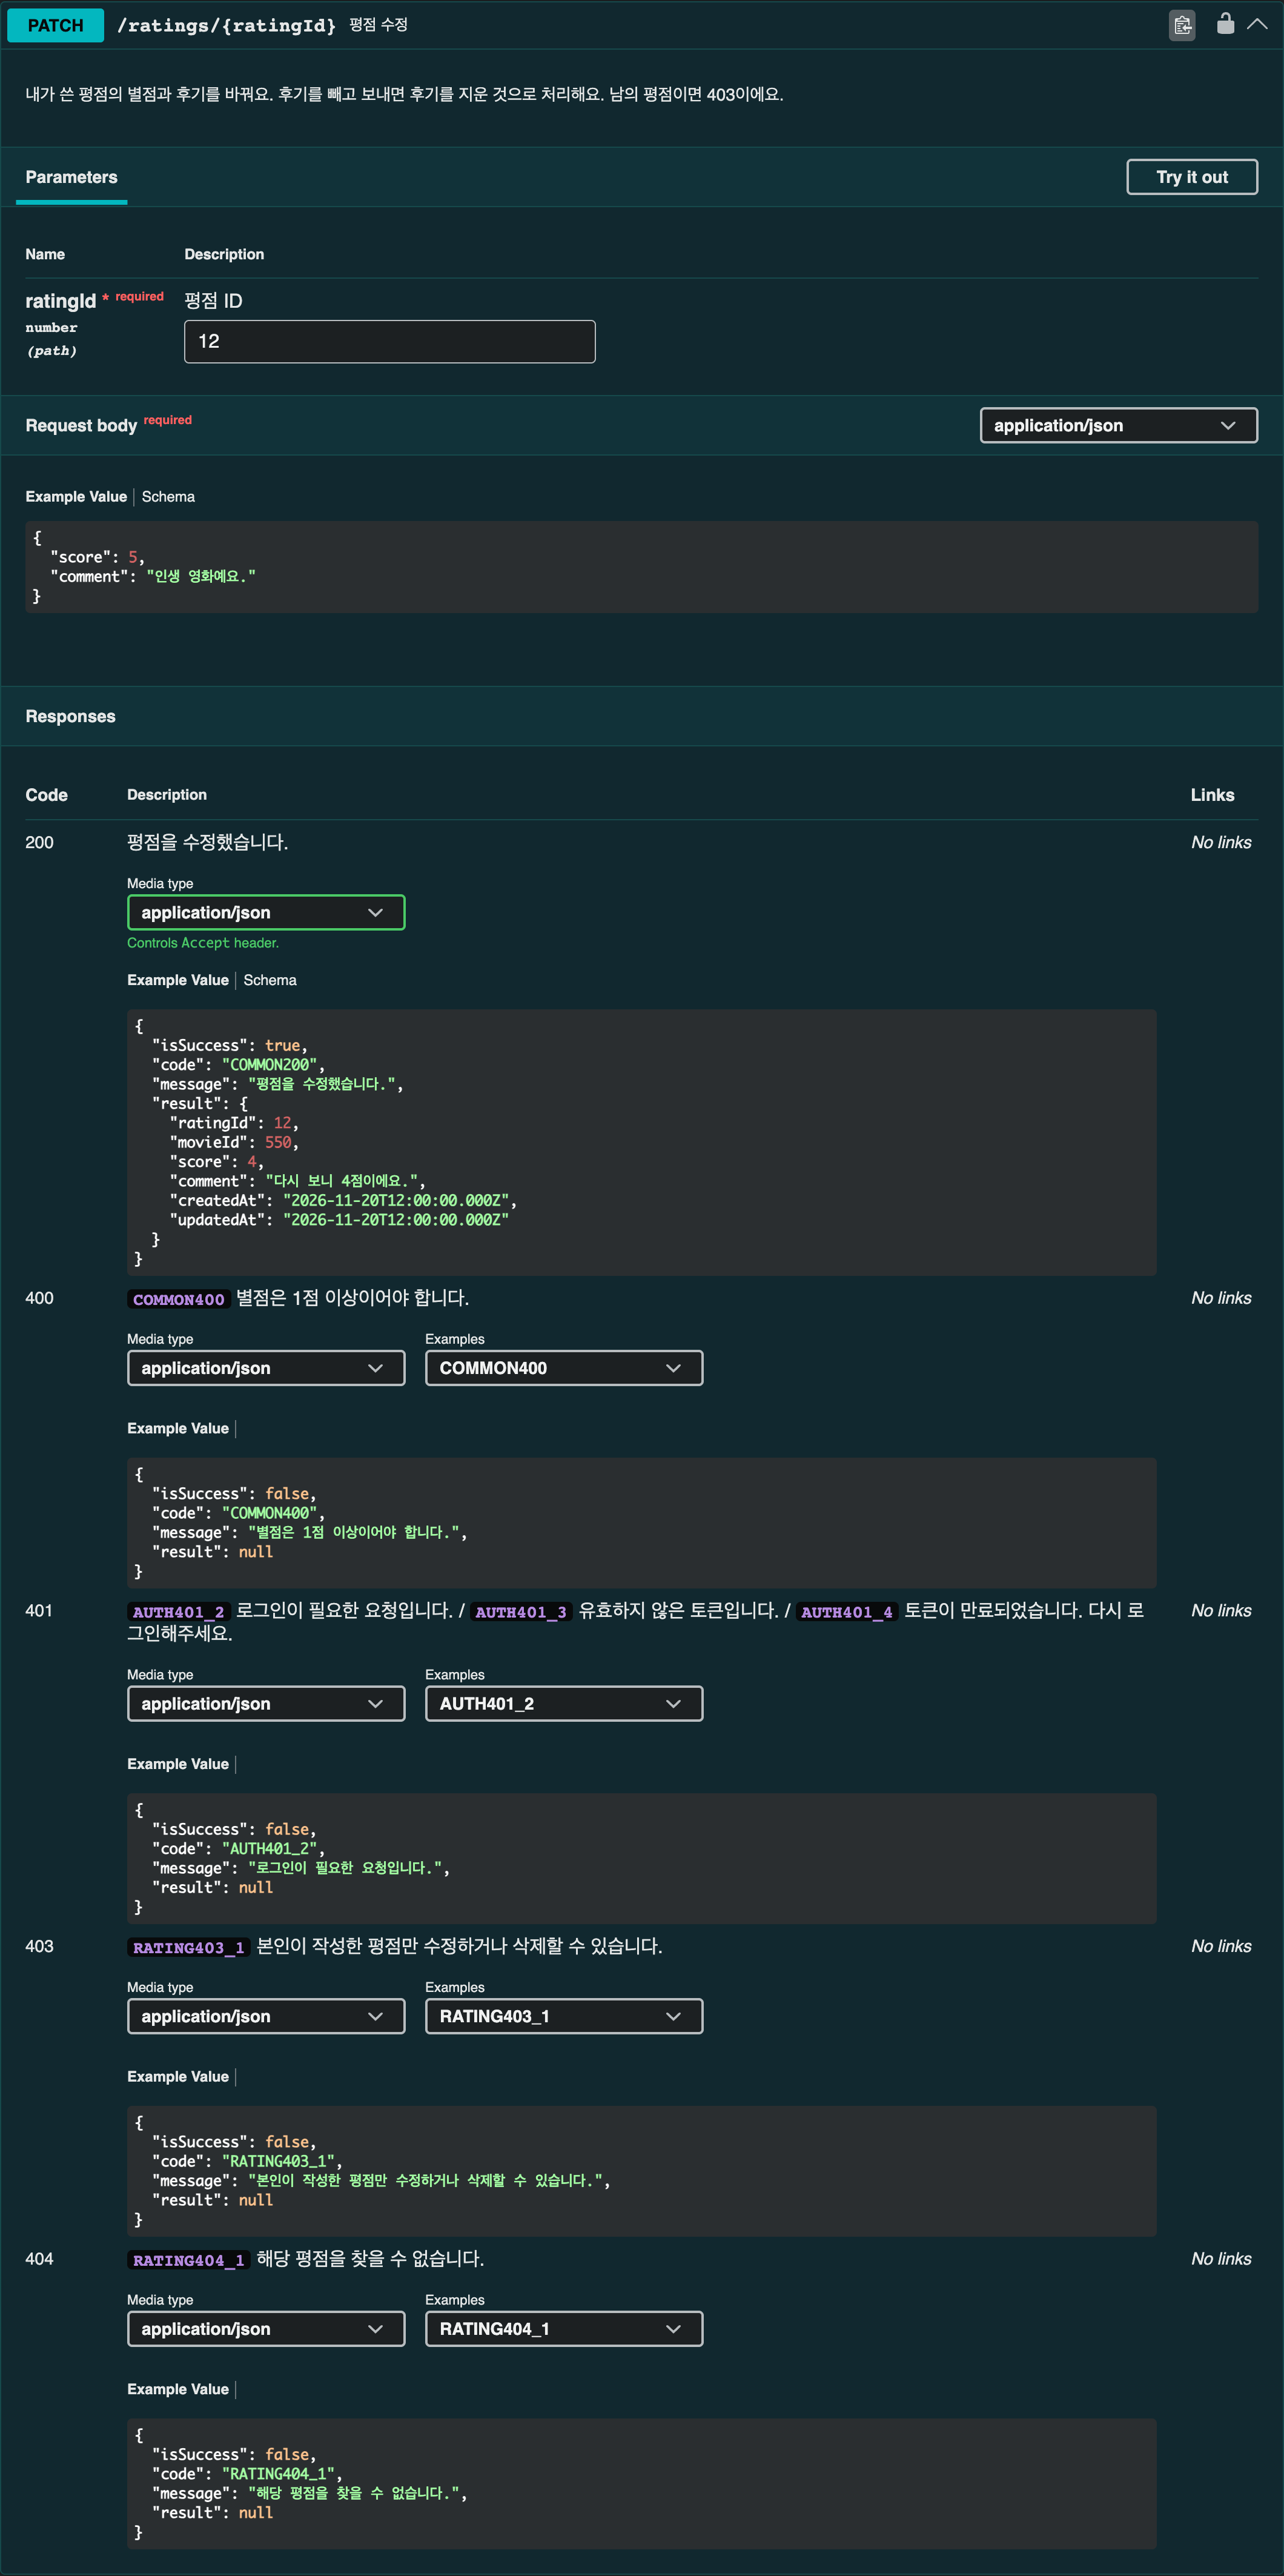 PATCH /ratings/{ratingId} 평점 수정
내가 쓴 평점의 별점과 후기를 바꿔요. 후기를 빼고 보내면 후기를 지운 것으로 처리해요. 남의 평점이면 403이에요.
Parameters
Try it out
Name Description
ratingId * required 평점 ID
number
(path)
12
Request body required
application/json
Example Value Schema
{
"score": 5,
"comment": "인생 영화예요."
}
Responses
Code Description Links
200 평점을 수정했습니다. No links
Media type
application/json
Controls Accept header.
Example Value Schema
{
"isSuccess": true,
"code": "COMMON200",
"message": "평점을 수정했습니다.",
"result": {
"ratingId": 12,
"movieId": 550,
"score": 4,
"comment": "다시 보니 4점이에요.",
"createdAt": "2026-11-20T12:00:00.000Z",
"updatedAt": "2026-11-20T12:00:00.000Z"
}
}
400 COMMON400 별점은 1점 이상이어야 합니다. No links
Media type Examples
application/json COMMON400
Example Value
{
"isSuccess": false,
"code": "COMMON400",
"message": "별점은 1점 이상이어야 합니다.",
"result": null
}
401 AUTH401_2 로그인이 필요한 요청입니다. / AUTH401_3 유효하지 않은 토큰입니다. / AUTH401_4 토큰이 만료되었습니다. 다시 로 No links
그인해주세요.
Media type Examples
application/json AUTH401_2
Example Value
{
"isSuccess": false,
"code": "AUTH401_2",
"message": "로그인이 필요한 요청입니다.",
"result": null
}
403 RATING403_1 본인이 작성한 평점만 수정하거나 삭제할 수 있습니다. No links
Media type Examples
application/json RATING403_1
Example Value
{
"isSuccess": false,
"code": "RATING403_1",
"message": "본인이 작성한 평점만 수정하거나 삭제할 수 있습니다.",
"result": null
}
404 RATING404_1 해당 평점을 찾을 수 없습니다. No links
Media type Examples
application/json RATING404_1
Example Value
{
"isSuccess": false,
"code": "RATING404_1",
"message": "해당 평점을 찾을 수 없습니다.",
"result": null
}